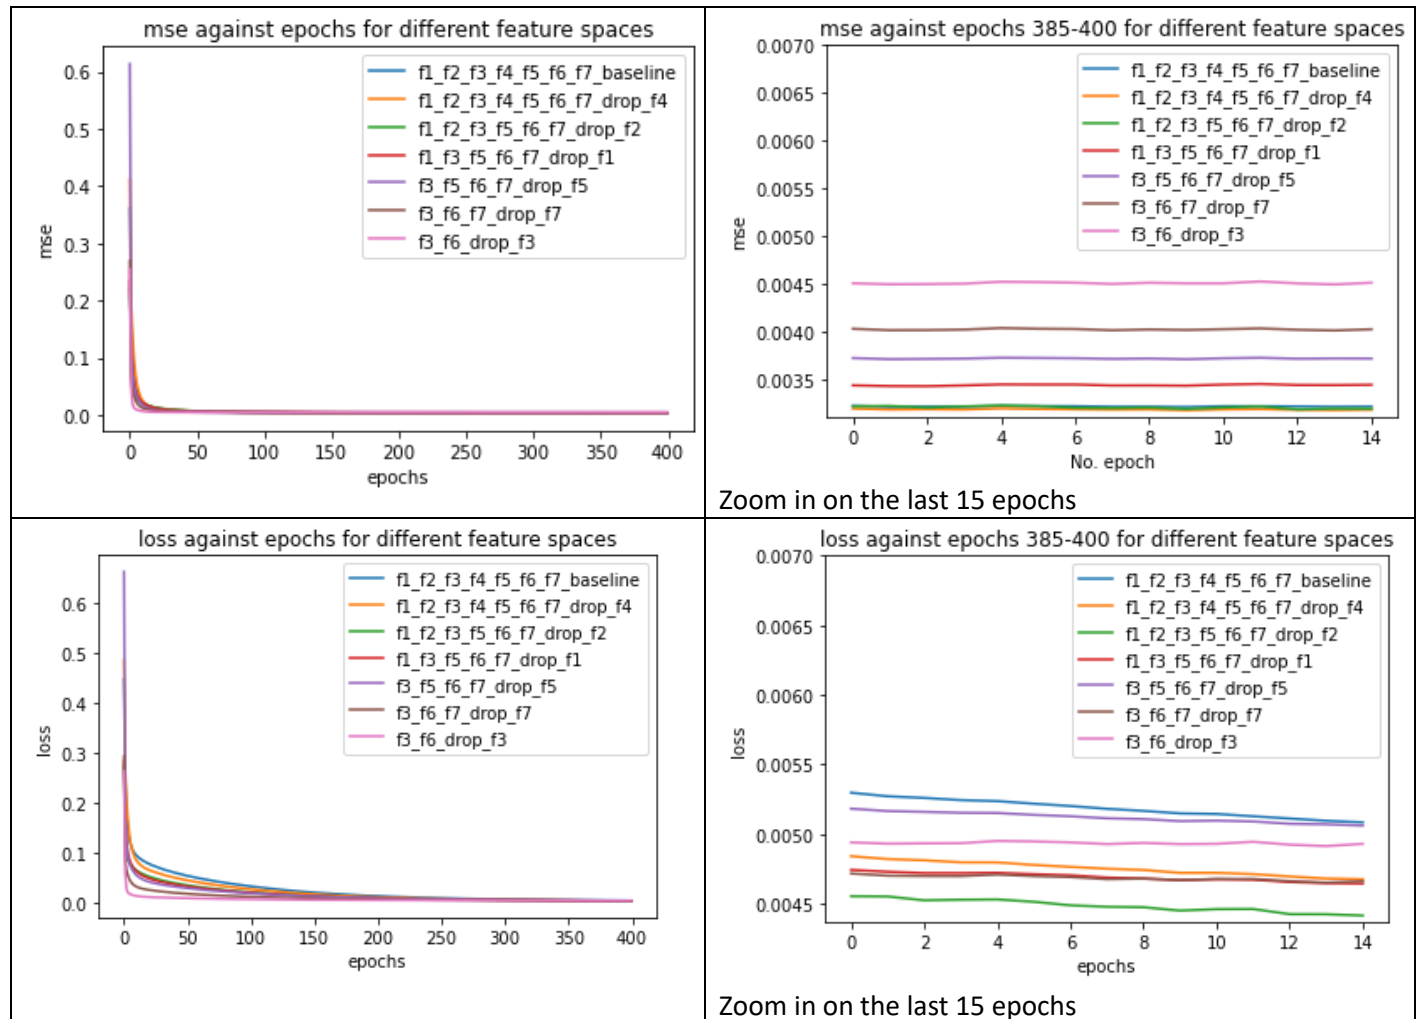 mse against epochs for different feature spaces
0.6
0.5
0.4
0.3
0.2
0.1
0.0
mse
f1_f2_f3_f4_f5_f6_f7_baseline
f1_f2_f3_f4_f5_f6_f7_drop_f4
f1_f2_f3_f5_f6_f7_drop_f2
f1_f3_f5_f6_f7_drop_f1
f3_f5_f6_f7_drop_f5
f3_f6_f7_drop_f7
f3_f6_drop_f3
0 50 100 150 200 250 300 350 400
epochs
mse against epochs 385-400 for different feature spaces
0.0070
0.0065
0.0060
0.0055
0.0050
0.0045
0.0040
0.0035
mse
f1_f2_f3_f4_f5_f6_f7_baseline
f1_f2_f3_f4_f5_f6_f7_drop_f4
f1_f2_f3_f5_f6_f7_drop_f2
f1_f3_f5_f6_f7_drop_f1
f3_f5_f6_f7_drop_f5
f3_f6_f7_drop_f7
f3_f6_drop_f3
0 2 4 6 8 10 12 14
No. epoch
Zoom in on the last 15 epochs
loss against epochs for different feature spaces
0.6
0.5
0.4
0.3
0.2
0.1
0.0
loss
f1_f2_f3_f4_f5_f6_f7_baseline
f1_f2_f3_f4_f5_f6_f7_drop_f4
f1_f2_f3_f5_f6_f7_drop_f2
f1_f3_f5_f6_f7_drop_f1
f3_f5_f6_f7_drop_f5
f3_f6_f7_drop_f7
f3_f6_drop_f3
0 50 100 150 200 250 300 350 400
epochs
loss against epochs 385-400 for different feature spaces
0.0070
0.0065
0.0060
0.0055
0.0050
0.0045
loss
f1_f2_f3_f4_f5_f6_f7_baseline
f1_f2_f3_f4_f5_f6_f7_drop_f4
f1_f2_f3_f5_f6_f7_drop_f2
f1_f3_f5_f6_f7_drop_f1
f3_f5_f6_f7_drop_f5
f3_f6_f7_drop_f7
f3_f6_drop_f3
0 2 4 6 8 10 12 14
epochs
Zoom in on the last 15 epochs